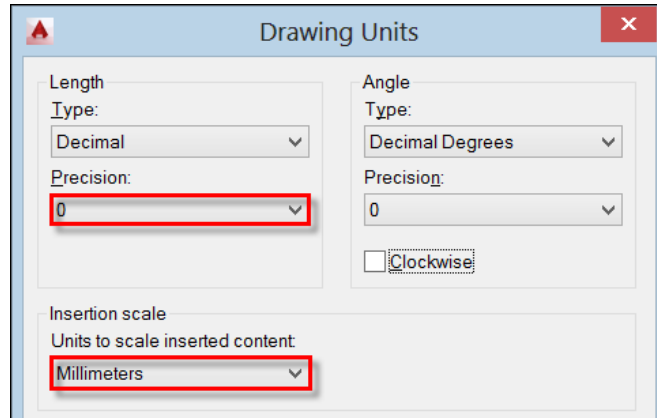 Drawing Units
Length
Type:
Decimal
Precision:
0
Angle
Type:
Decimal Degrees
Precision:
0
Clockwise
Insertion scale
Units to scale inserted content:
Millimeters